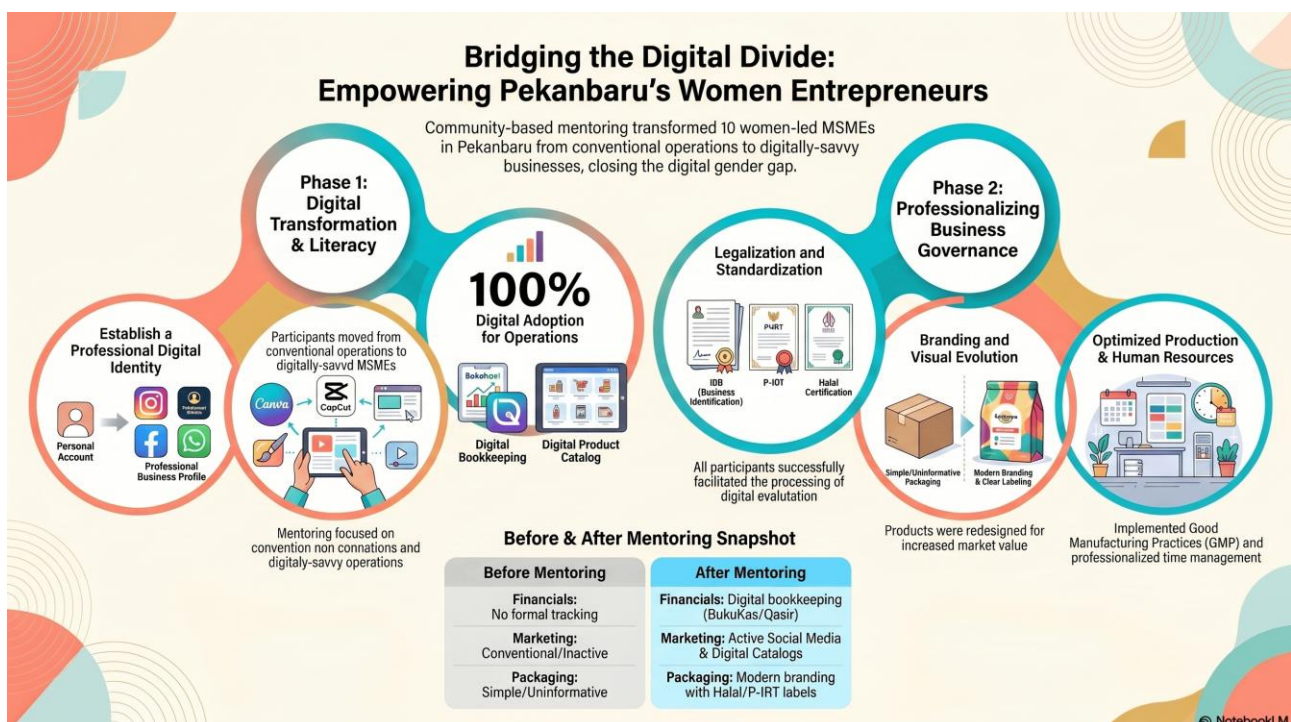 Bridging the Digital Divide:
Empowering Pekanbaru's Women Entrepreneurs
Community-based mentoring transformed 10 women-led MSMEs
in Pekanbaru from conventional operations to digitally-savvy
businesses, closing the digital gender gap.
Phase 1:
Digital
Transformation
& Literacy
Establish a
Professional Digital
Identity
Personal
Account
Professional
Business Profile
Participants moved from
conventional operations to
digitally-savvd MSMEs
Canva
CapCut
Mentoring focused on
convention non connations and
digitaly-savvy operations
100%
Digital Adoption
for Operations
Bokohael
Digital
Bookkeeping
Digital Product
Catalog
Legalization and
Standardization
IDB
(Business
Identification)
PURT
P-IOT
Halal
Certification
All participants successfully
facilitated the processing of
digital evalutation
Phase 2:
Professionalizing
Business
Governance
Branding and
Visual Evolution
Simple/Uninformative
Packaging
Modern Branding
& Clear Labeling
Products were redesigned for
increased market value
Optimized Production
& Human Resources
Implemented Good
Manufacturing Practices (GMP) and
professionalized time management
Before & After Mentoring Snapshot
Before Mentoring
Financials:
No formal tracking
Marketing:
Conventional/Inactive
Packaging:
Simple/Uninformative
After Mentoring
Financials: Digital bookkeeping
(BukuKas/Qasir)
Marketing: Active Social Media
& Digital Catalogs
Packaging: Modern branding
with Halal/P-IRT labels
NotebookLM